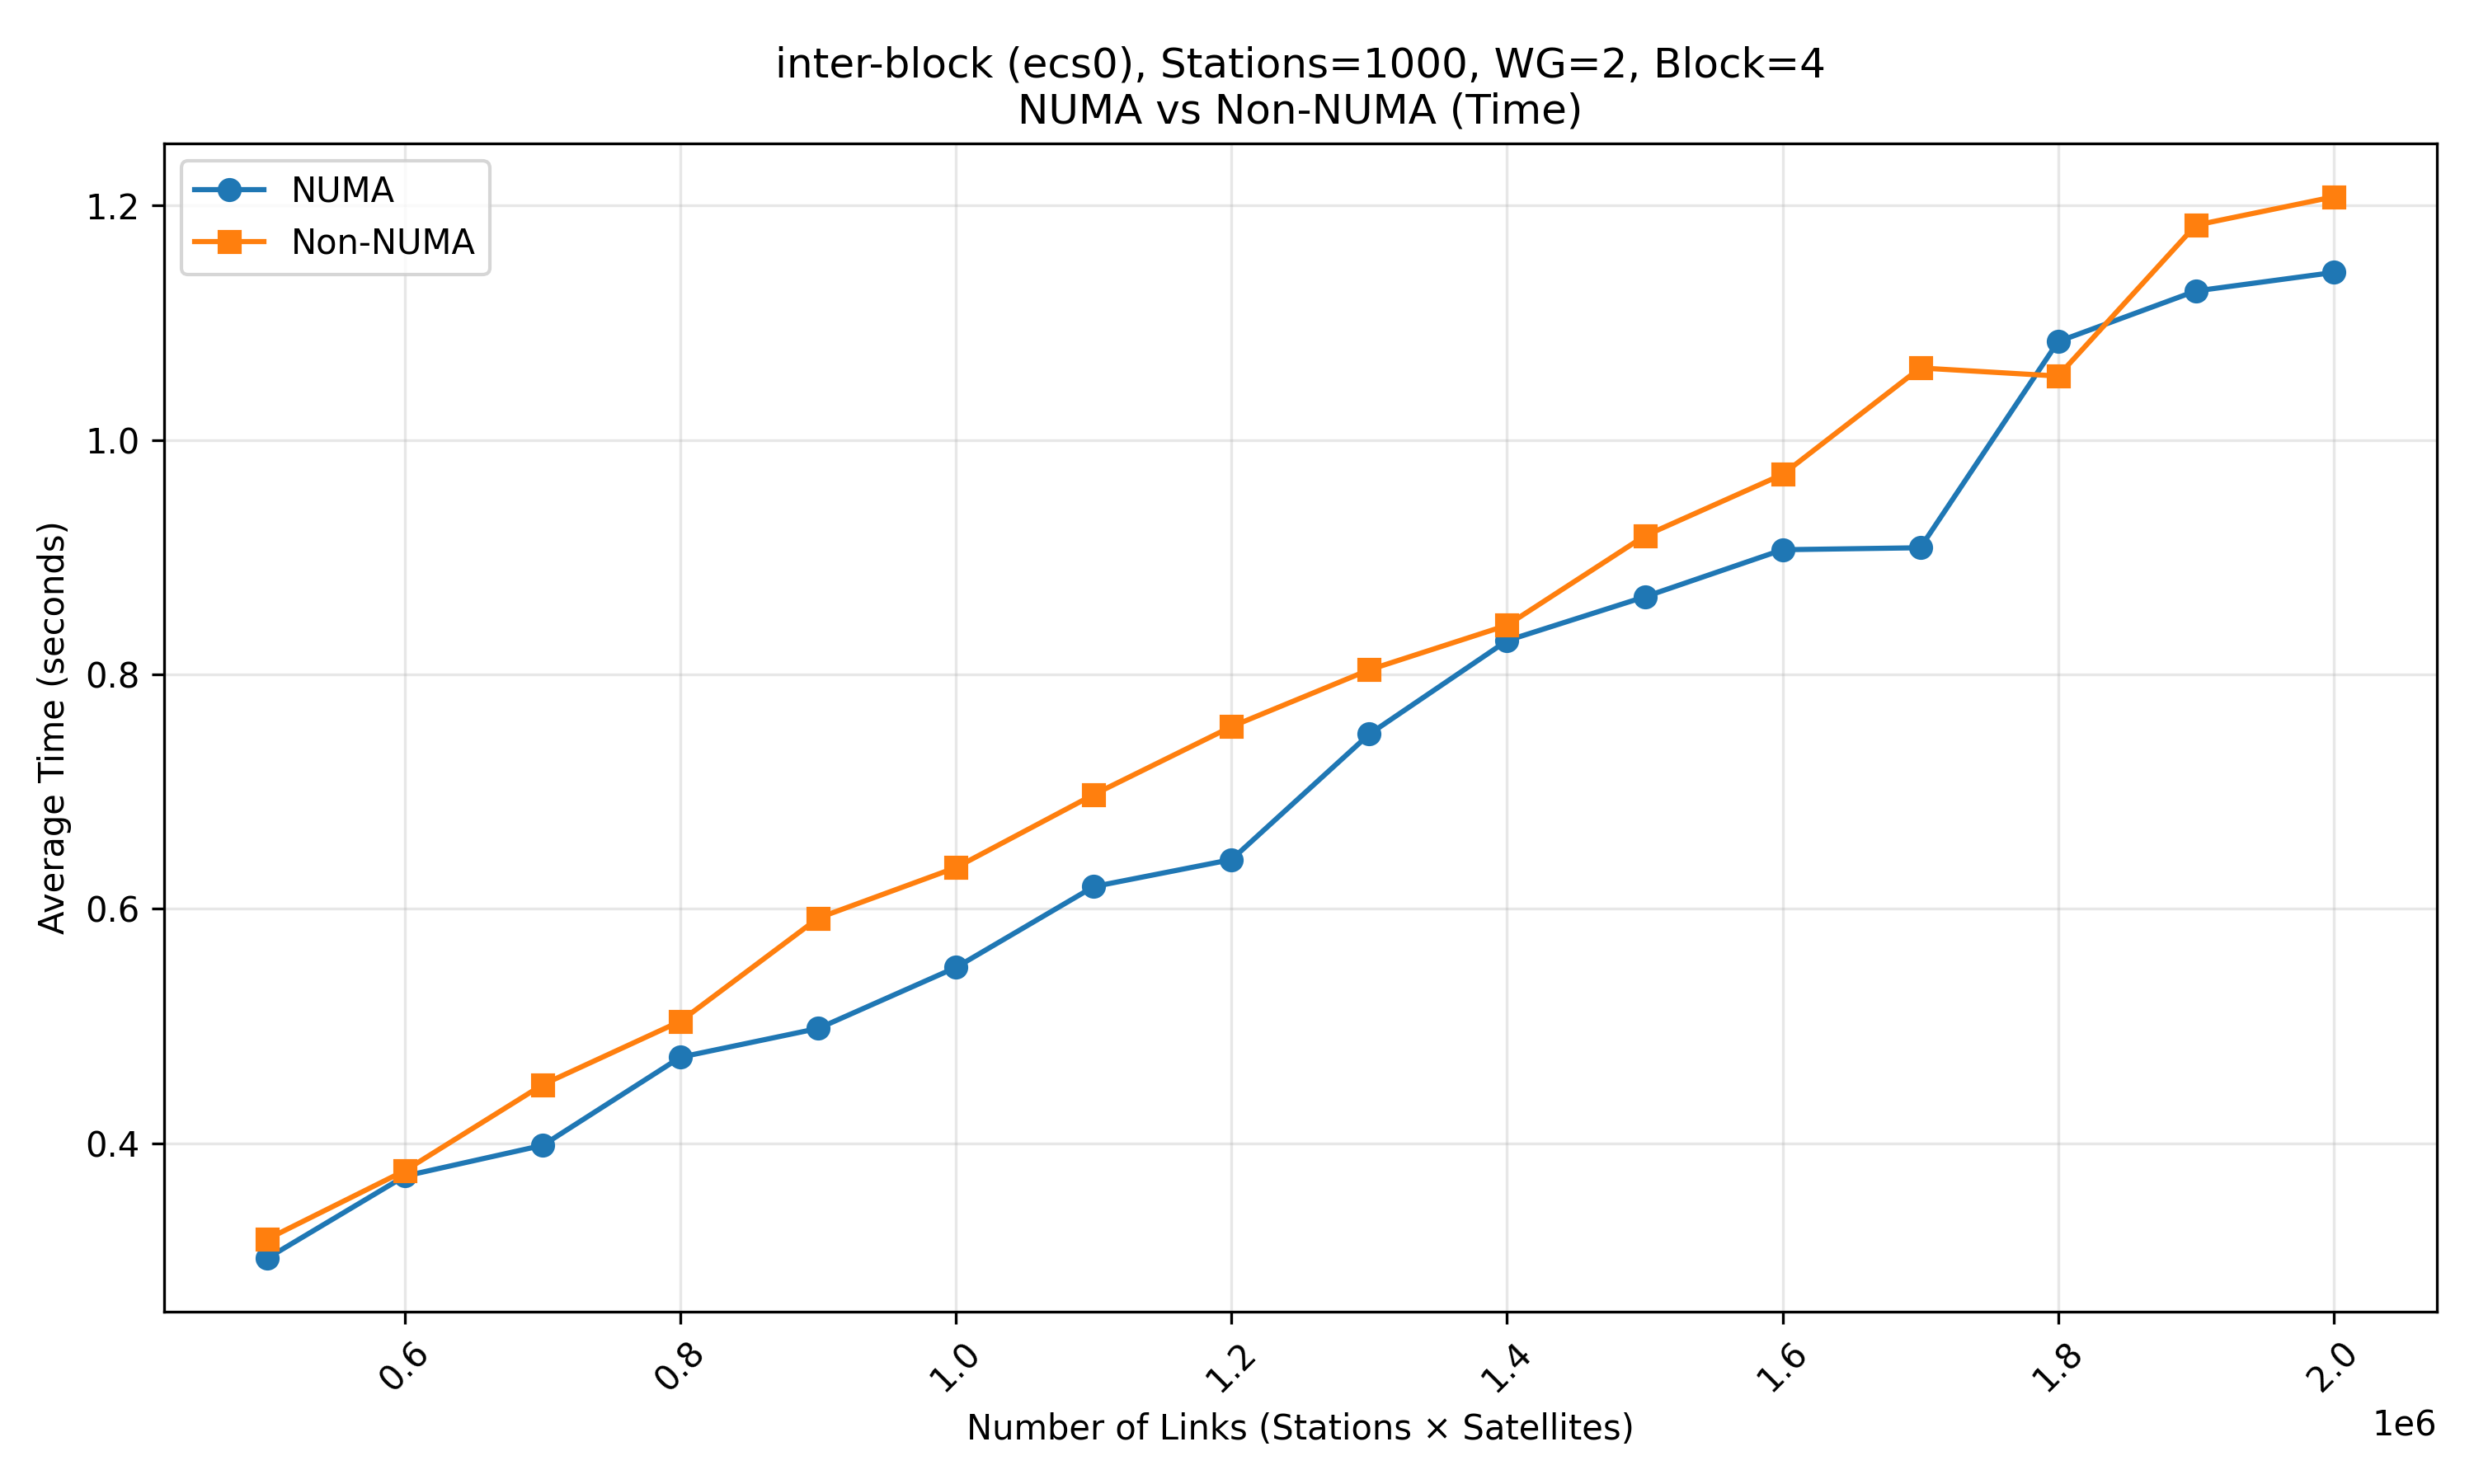 inter-block (ecs0), Stations=1000, WG=2, Block=4
NUMA vs Non-NUMA (Time)
NUMA
Non-NUMA
1.2
1.0
0.8
0.6
0.4
Average Time (seconds)
0.6
0.8
1.0
1.2
1.4
1.6
1.8
2.0
1e6
Number of Links (Stations × Satellites)